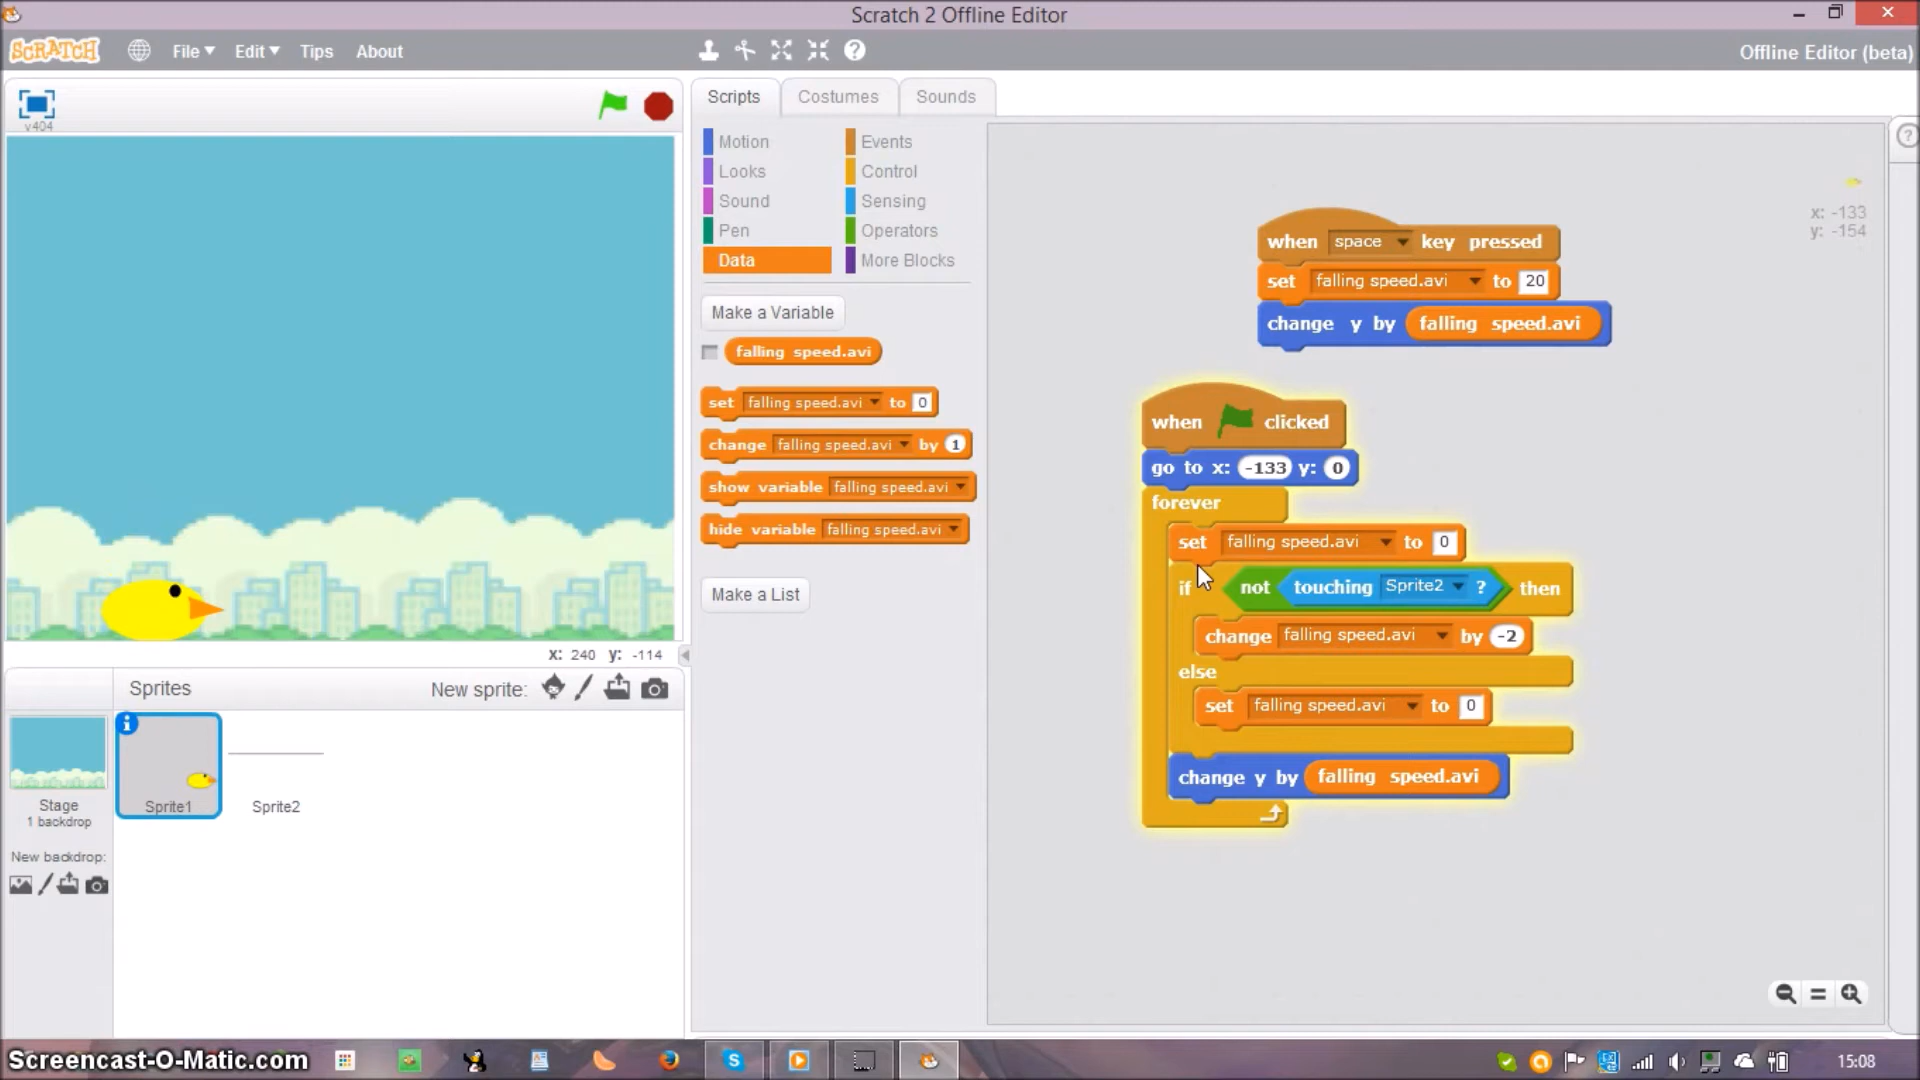 Scratch 2 Offline Editor
SCRATCH
File
Edit
Tips
About
Offline Editor (beta)
v404
Scripts
Costumes
Sounds
Motion
Looks
Sound
Pen
Data
Events
Control
Sensing
Operators
More Blocks
Make a Variable
falling speed.avi
set falling speed.avi to 0
change falling speed.avi by 1
show variable falling speed.avi
hide variable falling speed.avi
Make a List
x: -133
y: -154
when space key pressed
set falling speed.avi to 20
change y by falling speed.avi
when clicked
go to x: -133 y: 0
forever
set falling speed.avi to 0
if not touching Sprite2 ? then
change falling speed.avi by -2
else
set falling speed.avi to 0
change y by falling speed.avi
x: 240 y: -114
Sprites
New sprite:
Stage
1 backdrop
New backdrop:
Sprite1
Sprite2
Screencast-O-Matic.com
15:08